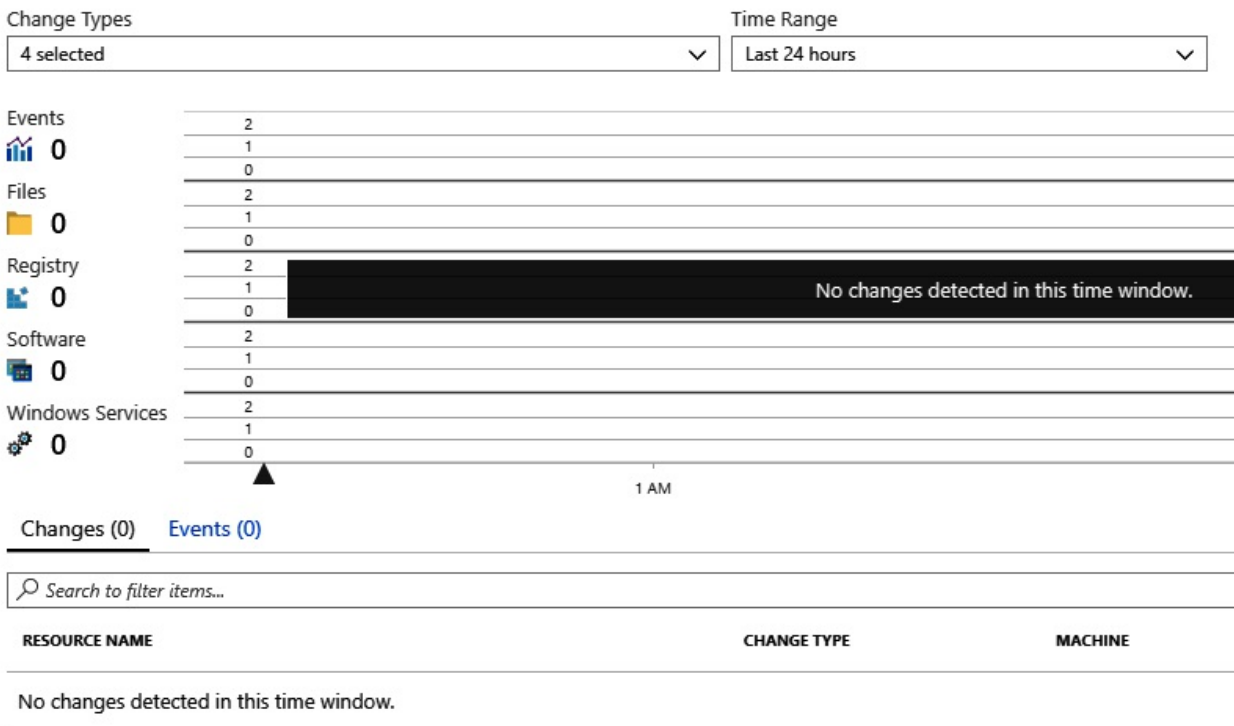 Change Types
Time Range
4 selected
Last 24 hours
Events
0
2
1
0
Files
0
2
1
0
Registry
0
2
1
0
No changes detected in this time window.
Software
0
2
1
0
Windows Services
0
2
1
0
1 AM
Changes (0) Events (0)
Search to filter items...
RESOURCE NAME CHANGE TYPE MACHINE
No changes detected in this time window.